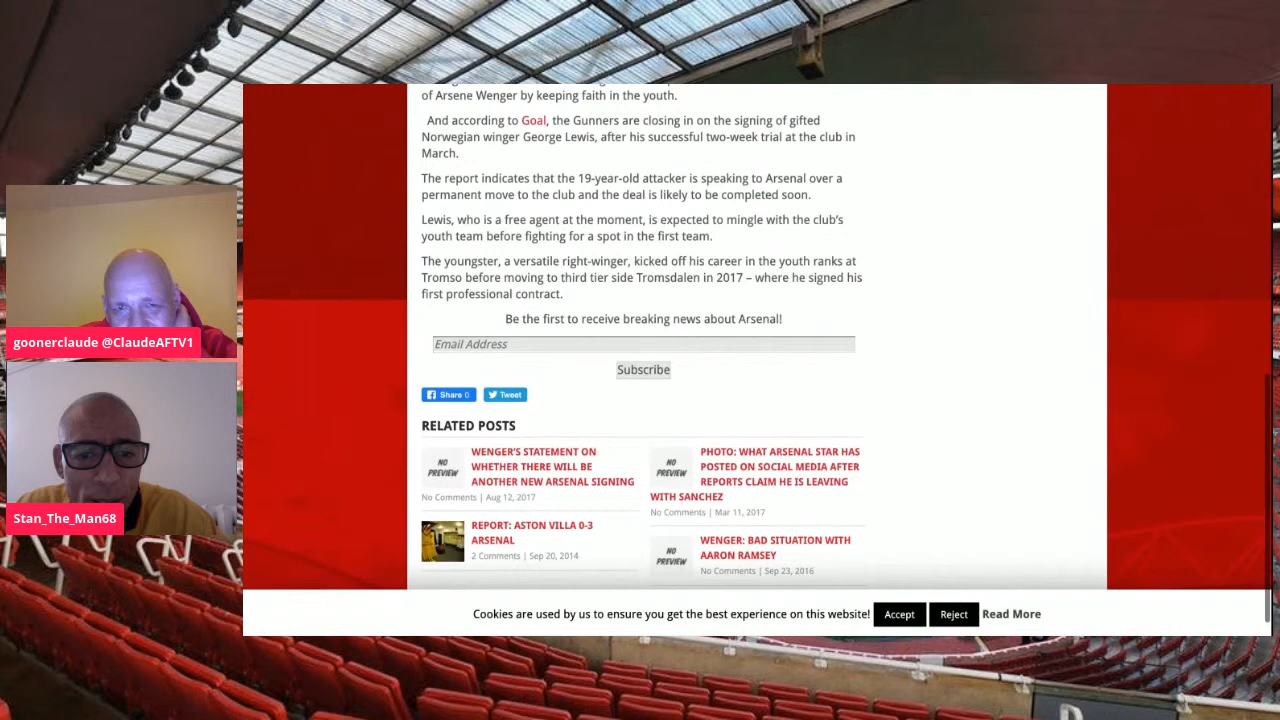 of Arsene Wenger by keeping faith in the youth.
And according to Goal, the Gunners are closing in on the signing of gifted
Norwegian winger George Lewis, after his successful two-week trial at the club in
March.
The report indicates that the 19-year-old attacker is speaking to Arsenal over a
permanent move to the club and the deal is likely to be completed soon.
Lewis, who is a free agent at the moment, is expected to mingle with the club's
youth team before fighting for a spot in the first team.
The youngster, a versatile right-winger, kicked off his career in the youth ranks at
Tromso before moving to third tier side Tromsdalen in 2017 – where he signed his
first professional contract.
Be the first to receive breaking news about Arsenal!
Email Address
Subscribe
Share 0
Tweet
RELATED POSTS
NO
PREVIEW
WENGER'S STATEMENT ON
WHETHER THERE WILL BE
ANOTHER NEW ARSENAL SIGNING
No Comments | Aug 12, 2017
REPORT: ASTON VILLA 0-3
ARSENAL
2 Comments | Sep 20, 2014
NO
PREVIEW
PHOTO: WHAT ARSENAL STAR HAS
POSTED ON SOCIAL MEDIA AFTER
REPORTS CLAIM HE IS LEAVING
WITH SANCHEZ
No Comments | Mar 11, 2017
NO
PREVIEW
WENGER: BAD SITUATION WITH
AARON RAMSEY
No Comments | Sep 23, 2016
Cookies are used by us to ensure you get the best experience on this website!
Accept
Reject
Read More
goonerclaude @ClaudeAFTV1
Stan_The_Man68